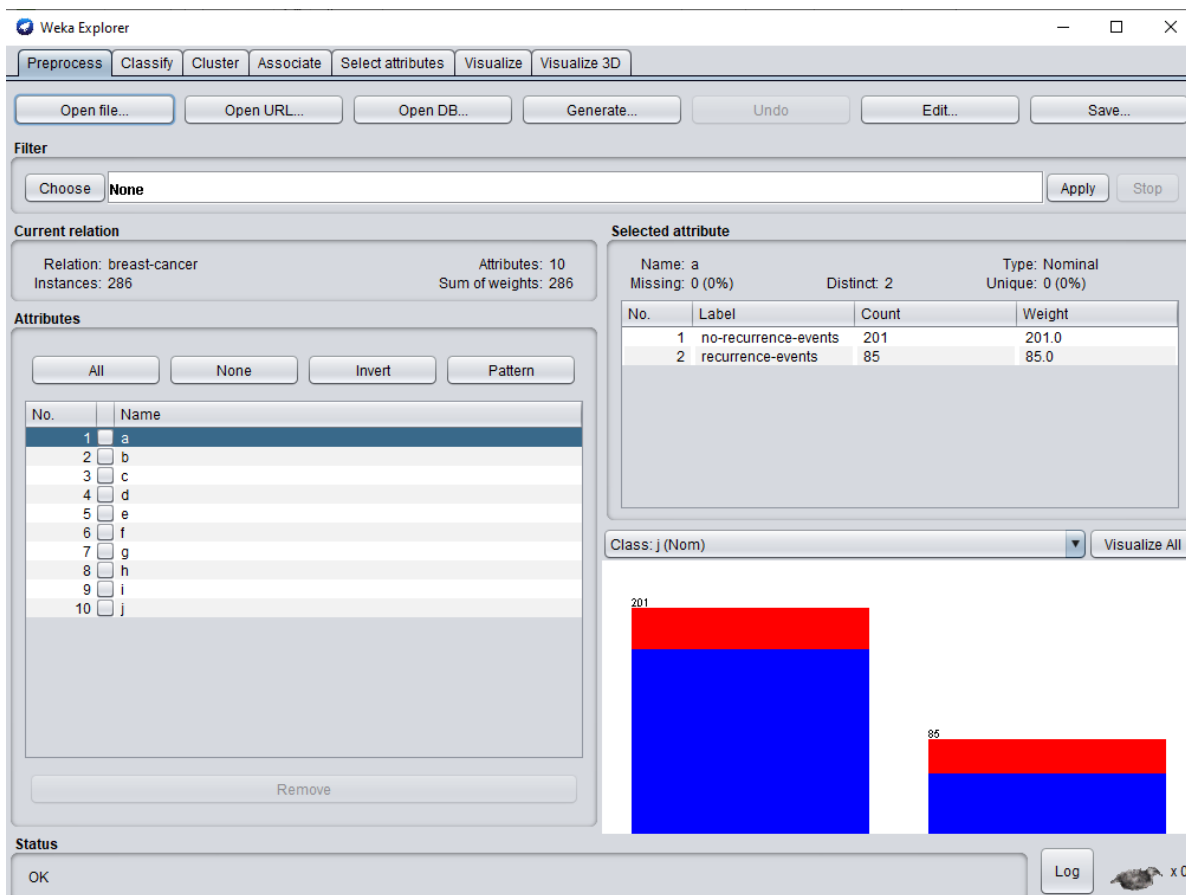 Weka Explorer
Preprocess Classify Cluster Associate Select attributes Visualize Visualize 3D
Open file... Open URL... Open DB... Generate... Undo Edit... Save...
Filter
Choose None Apply Stop
Current relation
Relation: breast-cancer Attributes: 10
Instances: 286 Sum of weights: 286
Attributes
All None Invert Pattern
No. Name
1 a
2 b
3 c
4 d
5 e
6 f
7 g
8 h
9 i
10 j
Remove
Selected attribute
Name: a Type: Nominal
Missing: 0 (0%) Distinct: 2 Unique: 0 (0%)
No. Label Count Weight
1 no-recurrence-events 201 201.0
2 recurrence-events 85 85.0
Class: j (Nom) Visualize All
201
85
Status
OK
Log x 0